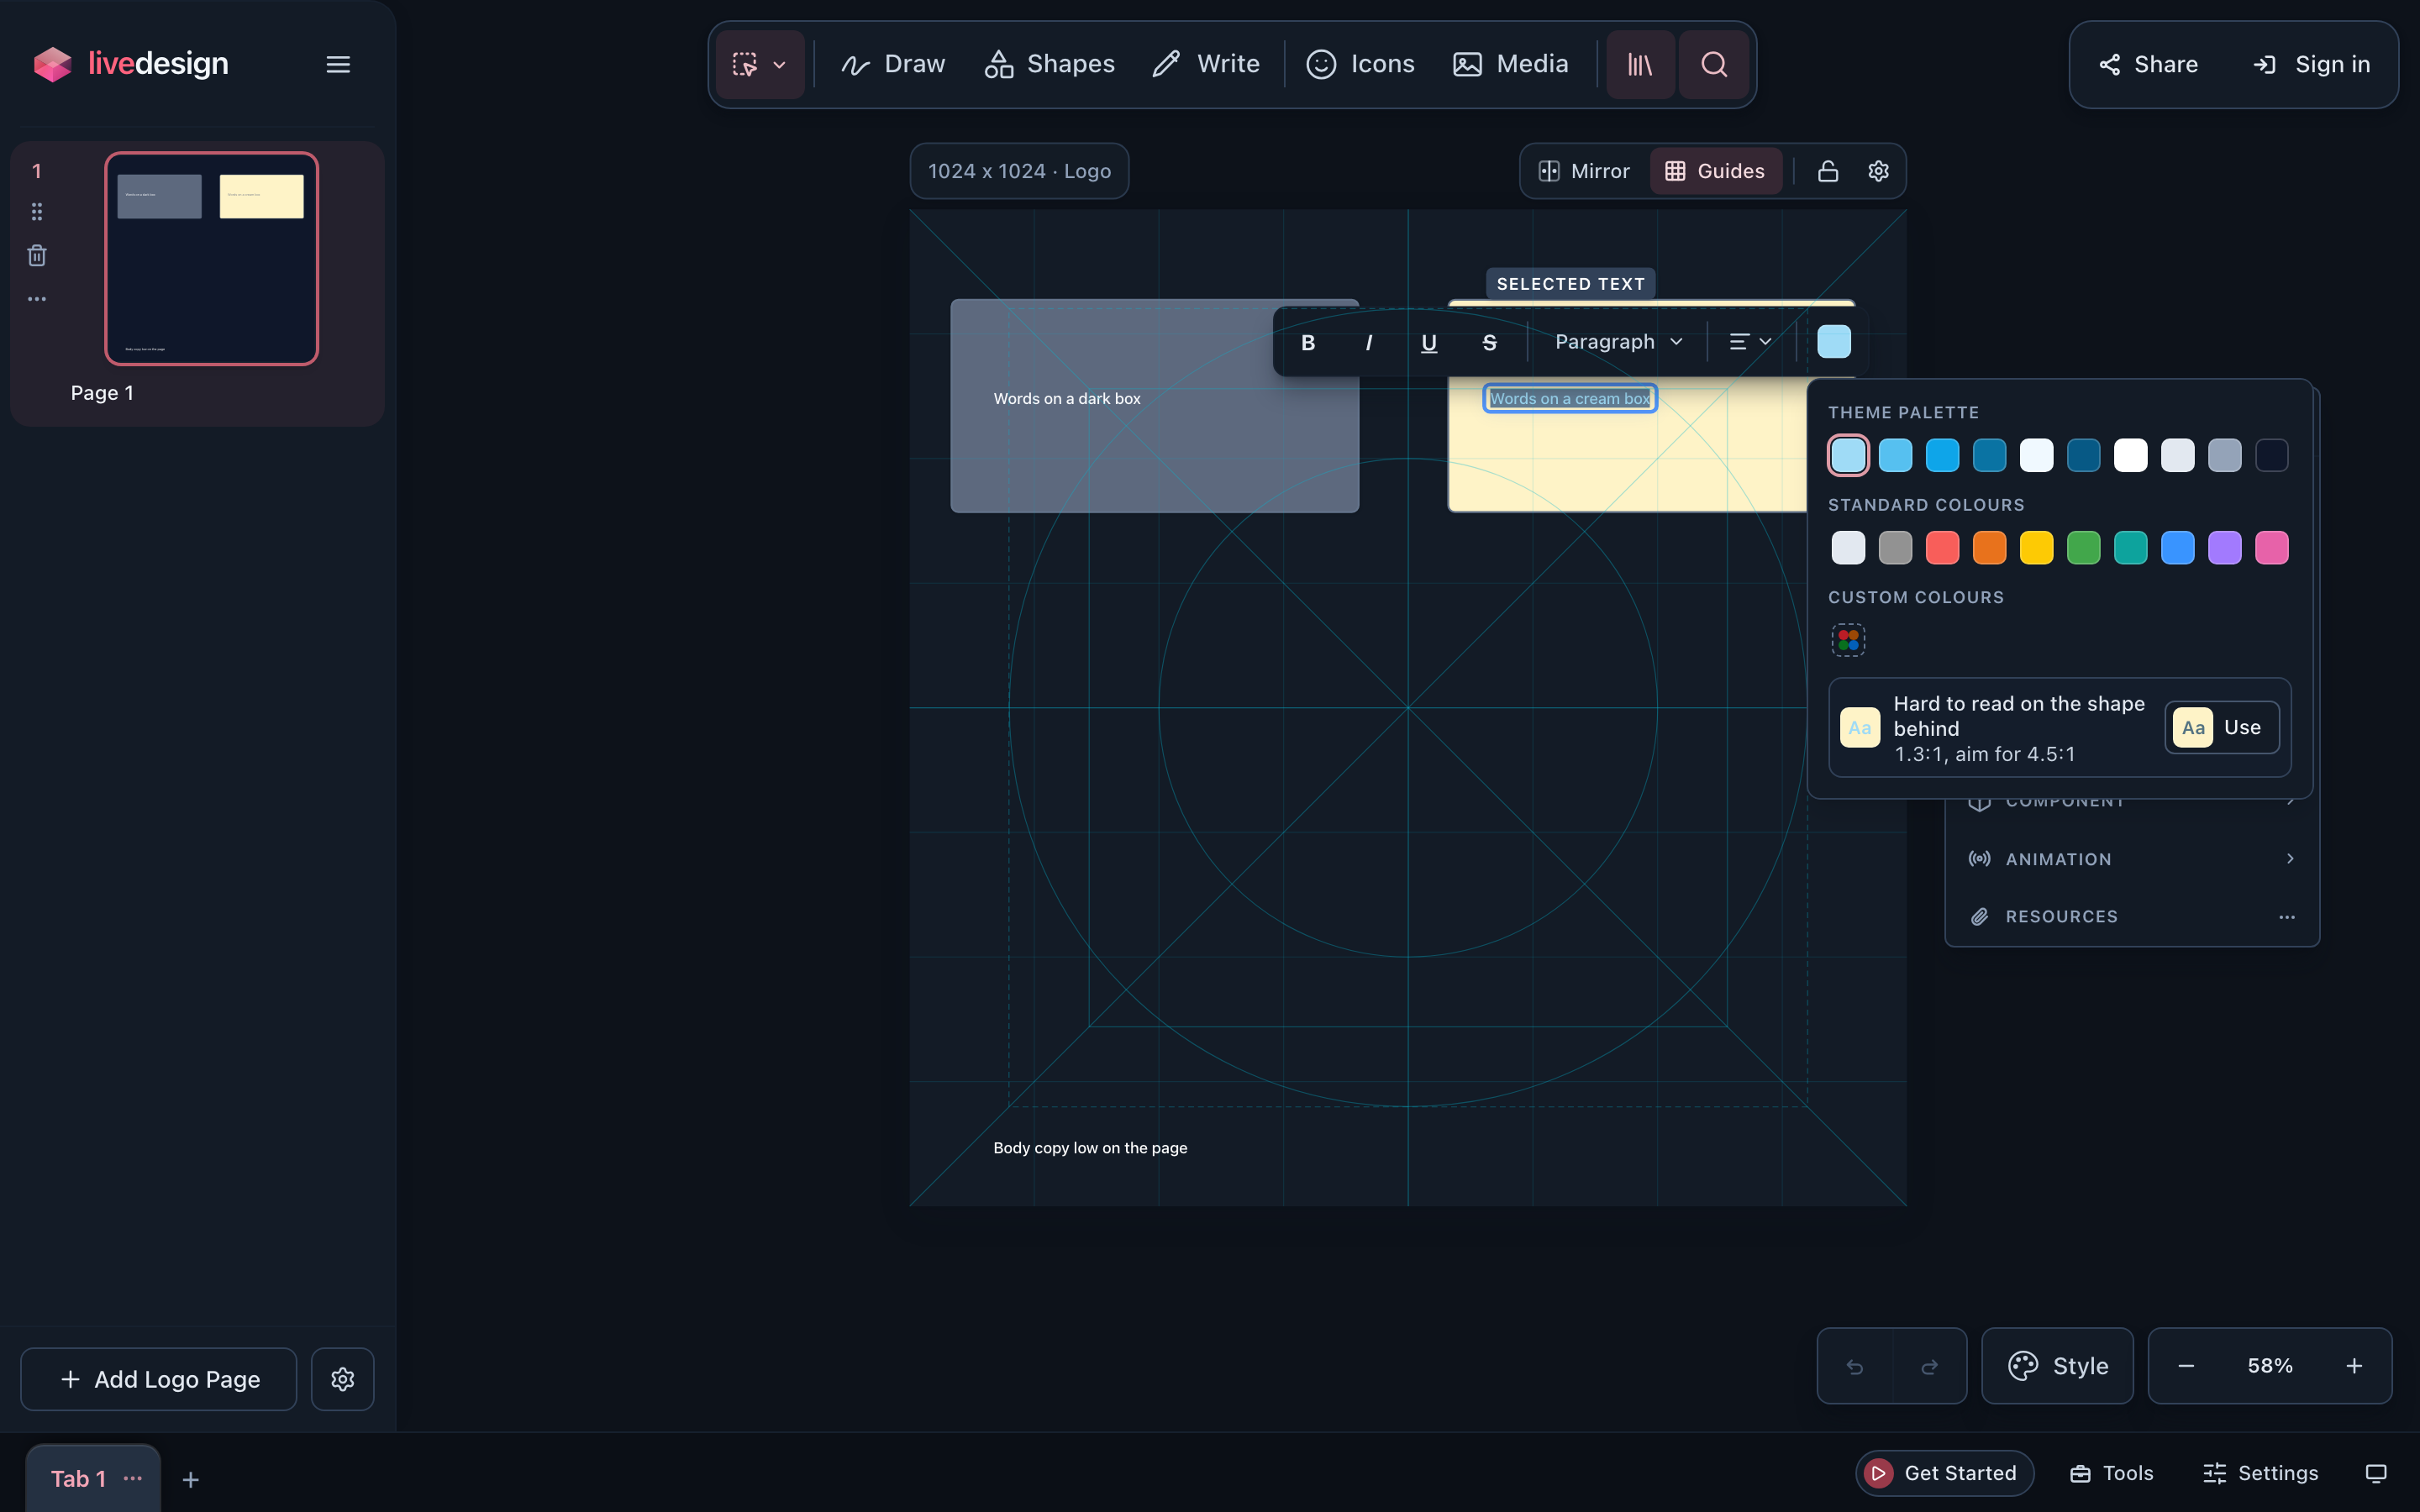 livedesign
Draw
Shapes
Write
Icons
Media
Share
Sign in
1
Page 1
1024 x 1024 · Logo
Mirror
Guides
SELECTED TEXT
B I U S Paragraph
Words on a dark box
Words on a cream box
THEME PALETTE
STANDARD COLOURS
CUSTOM COLOURS
Aa
Hard to read on the shape
behind
1.3:1, aim for 4.5:1
Aa Use
COMPONENT
ANIMATION
RESOURCES
Body copy low on the page
Add Logo Page
Style
58%
Tab 1
Get Started
Tools
Settings